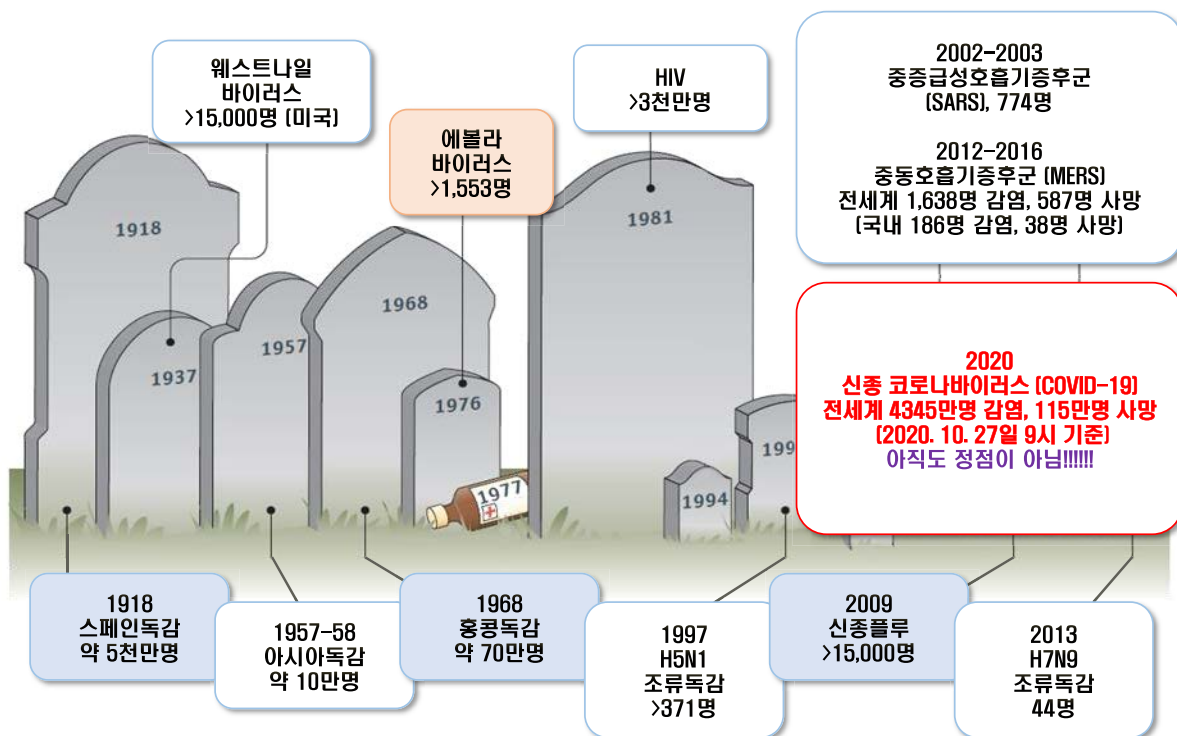 웨스트나일
바이러스
>15,000명 (미국)
에볼라
바이러스
>1,553명
HIV
>3천만명
2002-2003
중증급성호흡기증후군
(SARS), 774명
2012-2016
중동호흡기증후군 (MERS)
전세계 1,638명 감염, 587명 사망
(국내 186명 감염, 38명 사망)
1918
1937
1957
1968
1976
1977
1981
1994
199
2020
신종 코로나바이러스 (COVID-19)
전세계 4345만명 감염, 115만명 사망
(2020. 10. 27일 9시 기준)
아직도 정점이 아님!!!!!!
1918
스페인독감
약 5천만명
1957-58
아시아독감
약 10만명
1968
홍콩독감
약 70만명
1997
H5N1
조류독감
>371명
2009
신종플루
>15,000명
2013
H7N9
조류독감
44명